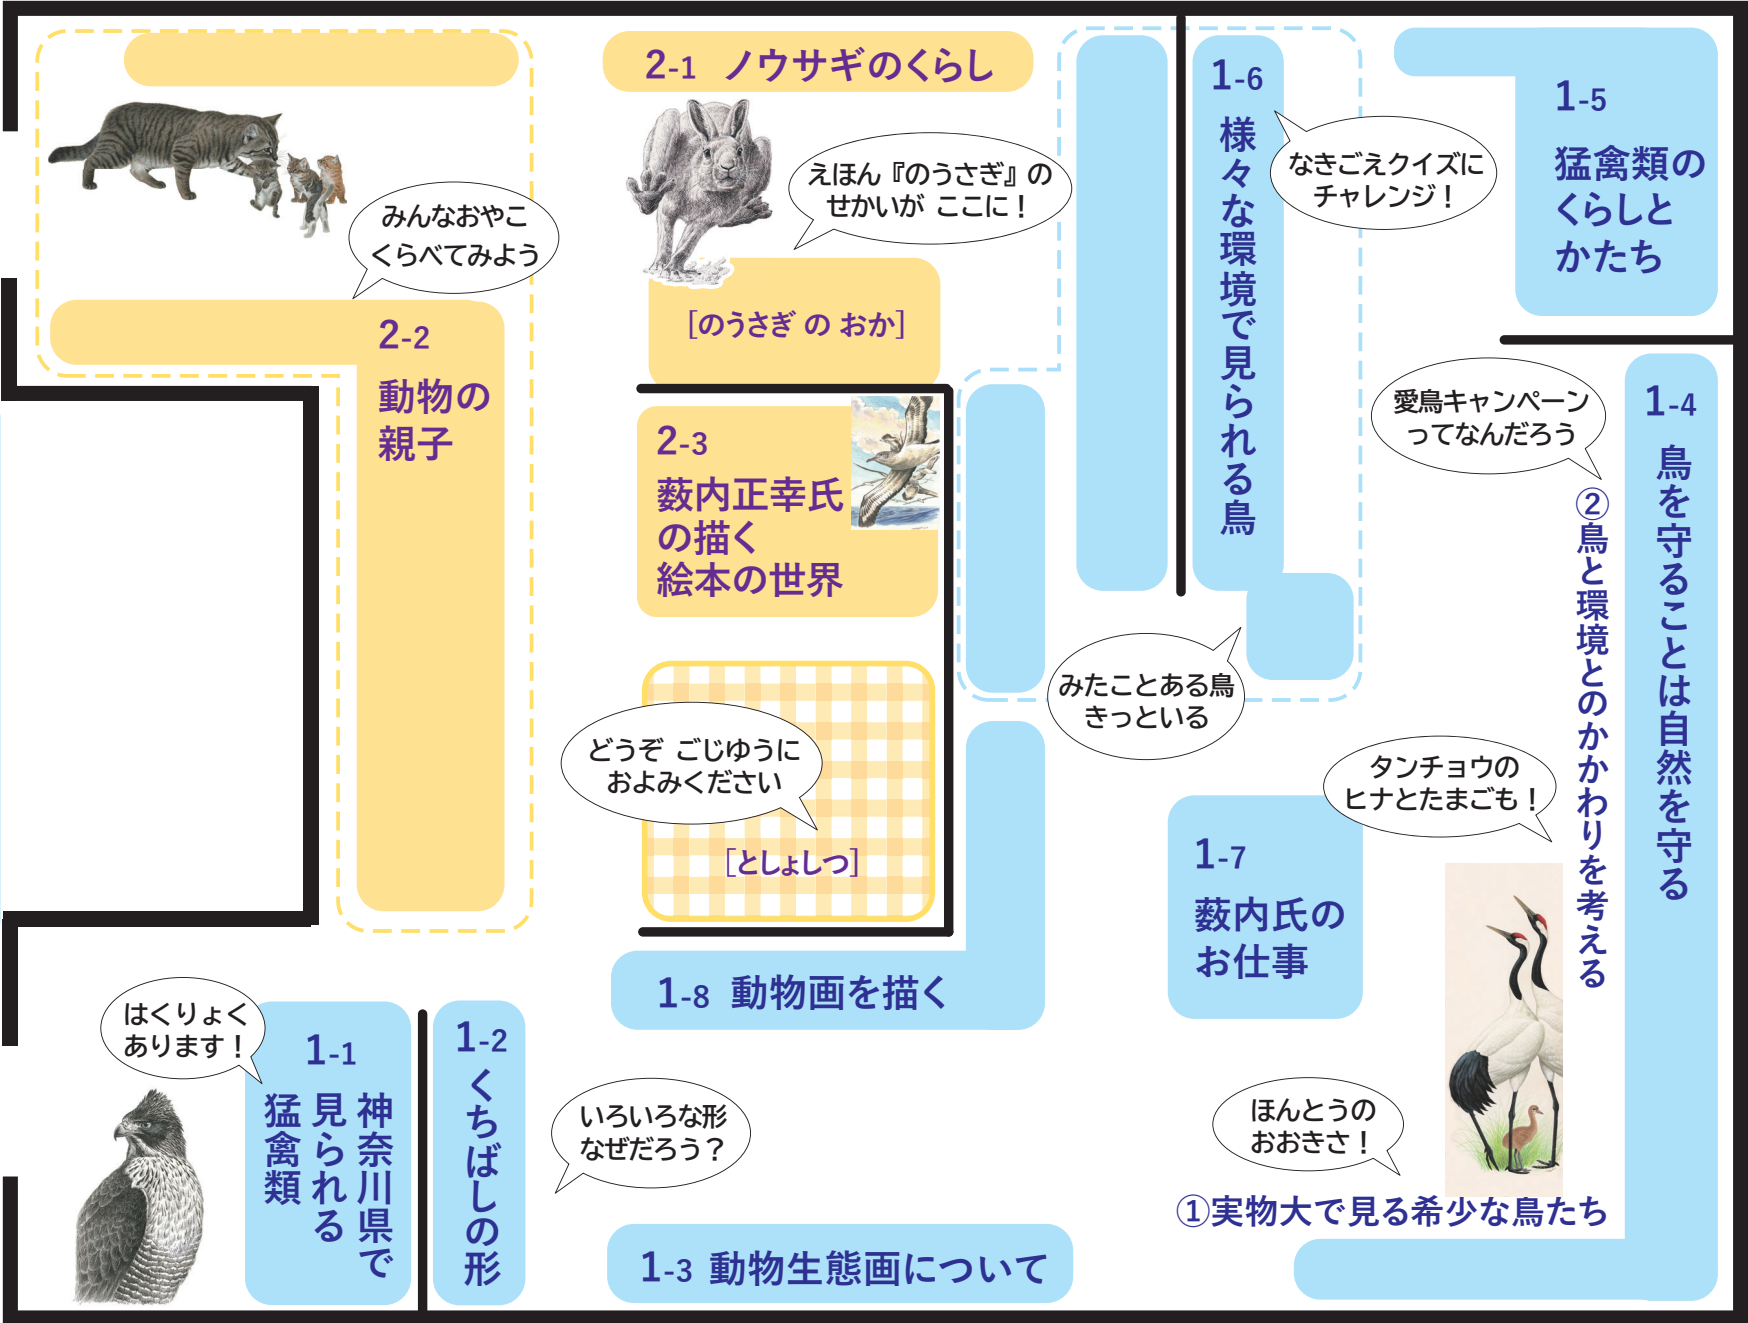 2-1 ノウサギのくらし
えほん『のうさぎ』の
せかいが ここに！
[のうさぎ の おか]
みんなおやこ
くらべてみよう
2-2
動物の
親子
2-3
薮内正幸氏
の描く
絵本の世界
どうぞ ごじゆうに
およみください
[としょしつ]
1-6
様々な環境で見られる鳥
なきごえクイズに
チャレンジ！
みたことある鳥
きっといる
1-5
猛禽類の
くらしと
かたち
愛鳥キャンペーン
ってなんだろう
1-4
鳥を守ることは自然を守る
②鳥と環境とのかかわりを考える
タンチョウの
ヒナとたまごも！
1-7
薮内氏の
お仕事
ほんとうの
おおきさ！
①実物大で見る希少な鳥たち
1-8 動物画を描く
はくりょく
あります！
1-1
神奈川県で
見られる
猛禽類
1-2
くちばしの形
いろいろな形
なぜだろう？
1-3 動物生態画について